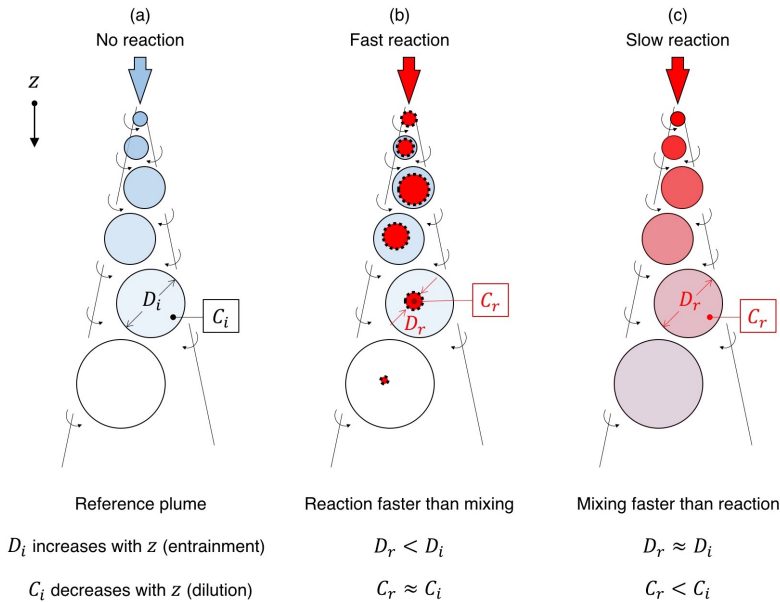 (a)
No reaction
(b)
Fast reaction
(c)
Slow reaction
z
D_i
C_i
D_r
C_r
D_r
C_r
Reference plume
Reaction faster than mixing
Mixing faster than reaction
D_i increases with z (entrainment)
D_r < D_i
D_r ≈ D_i
C_i decreases with z (dilution)
C_r ≈ C_i
C_r < C_i